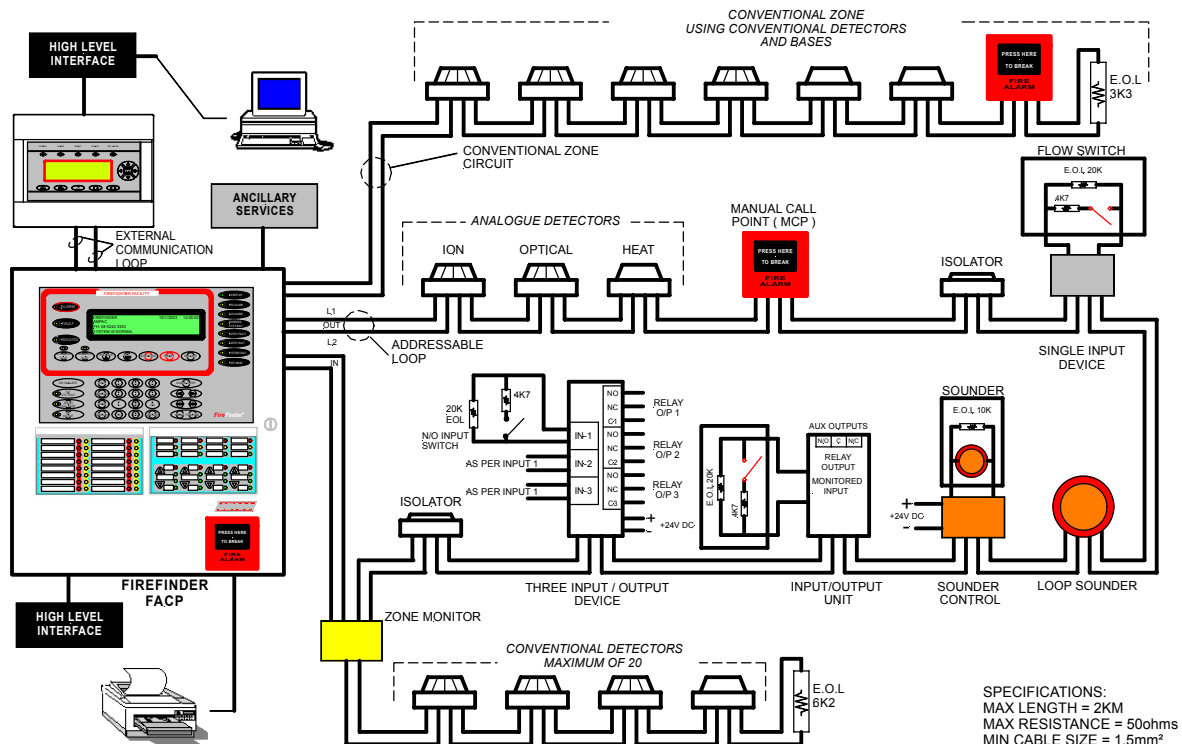 CONVENTIONAL ZONE
USING CONVENTIONAL DETECTORS
AND BASES
HIGH LEVEL
INTERFACE
PRESS HERE
TO BREAK
FIRE
ALARM
E.O.L
3K3
CONVENTIONAL ZONE
CIRCUIT
FLOW SWITCH
E.O.L 20K
4K7
ANCILLARY
SERVICES
EXTERNAL
COMMUNICATION
LOOP
ANALOGUE DETECTORS
ION
OPTICAL
HEAT
MANUAL CALL
POINT ( MCP )
PRESS HERE
TO BREAK
FIRE
ALARM
ISOLATOR
SINGLE INPUT
DEVICE
L1
OUT
L2
IN
ADDRESSABLE
LOOP
ALARM
FAULT
SYSTEM IS NORMAL
FireFinder
20K
EOL
4K7
N/O INPUT
SWITCH
AS PER INPUT 1
AS PER INPUT 1
IN-1
IN-2
IN-3
NO
NC
C1
NO
NC
C2
NO
NC
C3
RELAY
O/P 1
RELAY
O/P 2
RELAY
O/P 3
+
+24V DC
-
THREE INPUT / OUTPUT
DEVICE
E.O.L 20K
4K7
AUX OUTPUTS
N/O C N/C
RELAY
OUTPUT
MONITORED
INPUT
INPUT/OUTPUT
UNIT
SOUNDER
E.O.L 10K
+
+24V DC
-
SOUNDER
CONTROL
LOOP SOUNDER
ISOLATOR
PRESS HERE
TO BREAK
FIRE
ALARM
FIREFINDER
FACP
HIGH LEVEL
INTERFACE
ZONE MONITOR
CONVENTIONAL DETECTORS
MAXIMUM OF 20
E.O.L
6K2
SPECIFICATIONS:
MAX LENGTH = 2KM
MAX RESISTANCE = 50ohms
MIN CABLE SIZE = 1.5mm²